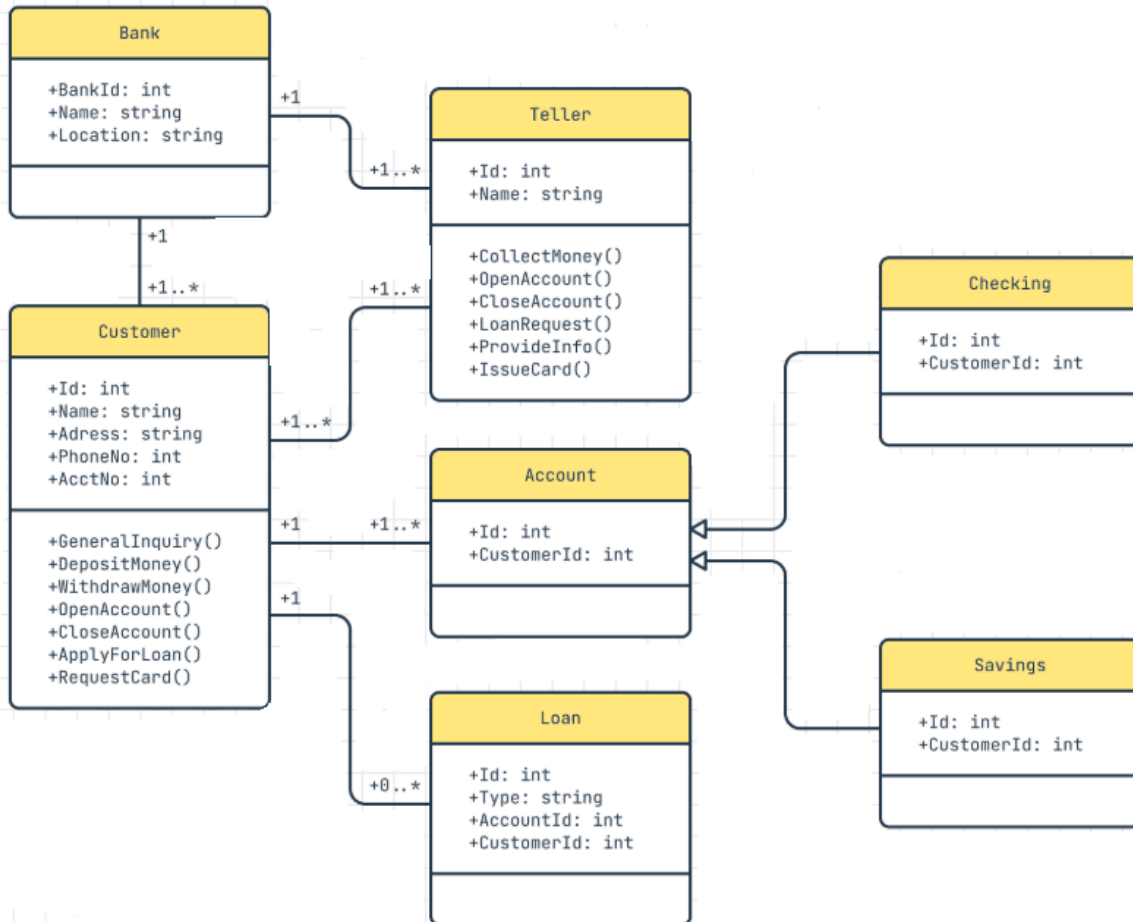 Bank
+BankId: int
+Name: string
+Location: string
+1
+1..*
Teller
+Id: int
+Name: string
+CollectMoney()
+OpenAccount()
+CloseAccount()
+LoanRequest()
+ProvideInfo()
+IssueCard()
+1
+1..*
Customer
+Id: int
+Name: string
+Adress: string
+PhoneNo: int
+AcctNo: int
+GeneralInquiry()
+DepositMoney()
+WithdrawMoney()
+OpenAccount()
+CloseAccount()
+ApplyForLoan()
+RequestCard()
+1..*
+1..*
+1
+1..*
Account
+Id: int
+CustomerId: int
+1
+0..*
Loan
+Id: int
+Type: string
+AccountId: int
+CustomerId: int
Checking
+Id: int
+CustomerId: int
Savings
+Id: int
+CustomerId: int